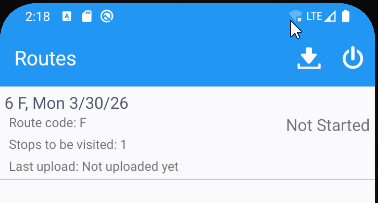 2:18 A LTE
Routes
6 F, Mon 3/30/26
Route code: F
Not Started
Stops to be visited: 1
Last upload: Not uploaded yet